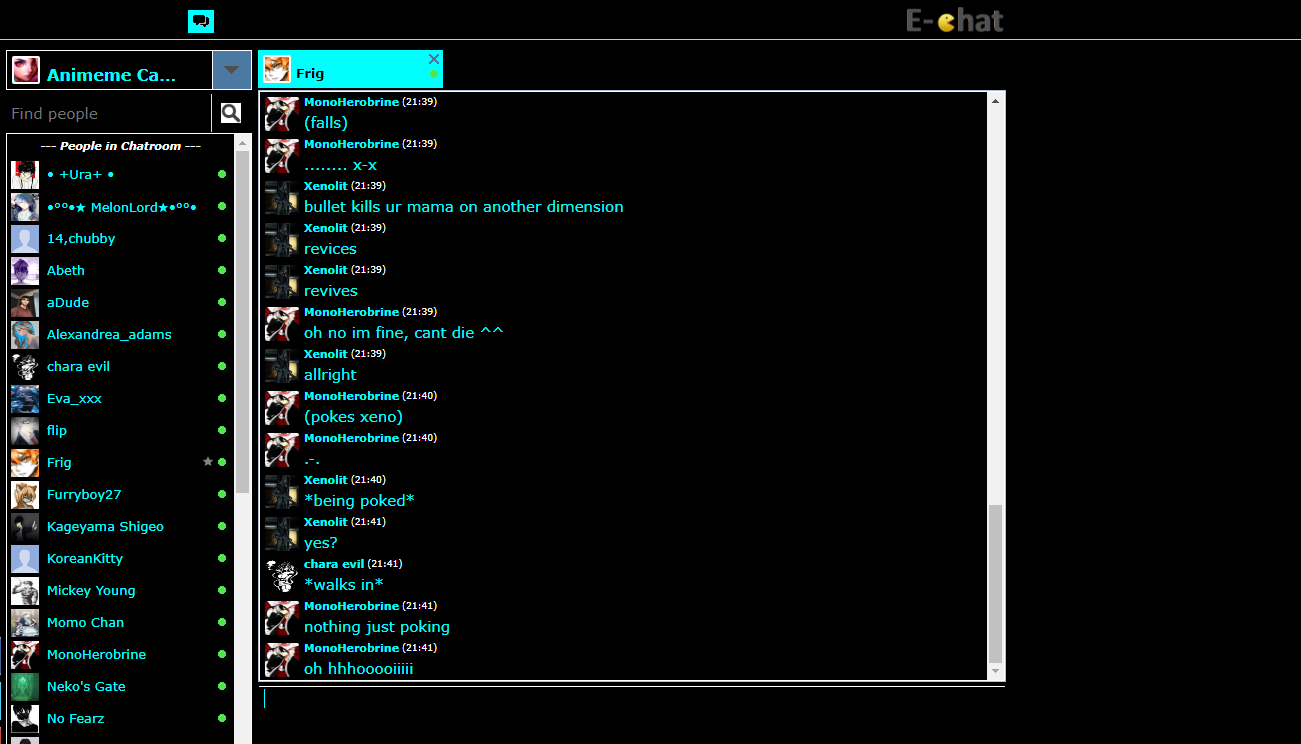 E-chat
Animeme Ca...
Frig
Find people
--- People in Chatroom ---
• +Ura+ •
•°°•★ MelonLord★•°°•
14,chubby
Abeth
aDude
Alexandrea_adams
chara evil
Eva_xxx
flip
Frig
Furryboy27
Kageyama Shigeo
KoreanKitty
Mickey Young
Momo Chan
MonoHerobrine
Neko's Gate
No Fearz
MonoHerobrine (21:39)
(falls)
MonoHerobrine (21:39)
........ x-x
Xenolit (21:39)
bullet kills ur mama on another dimension
Xenolit (21:39)
revices
Xenolit (21:39)
revives
MonoHerobrine (21:39)
oh no im fine, cant die ^^
Xenolit (21:39)
allright
MonoHerobrine (21:40)
(pokes xeno)
MonoHerobrine (21:40)
.-.
Xenolit (21:40)
*being poked*
Xenolit (21:41)
yes?
chara evil (21:41)
*walks in*
MonoHerobrine (21:41)
nothing just poking
MonoHerobrine (21:41)
oh hhhooooiiiii